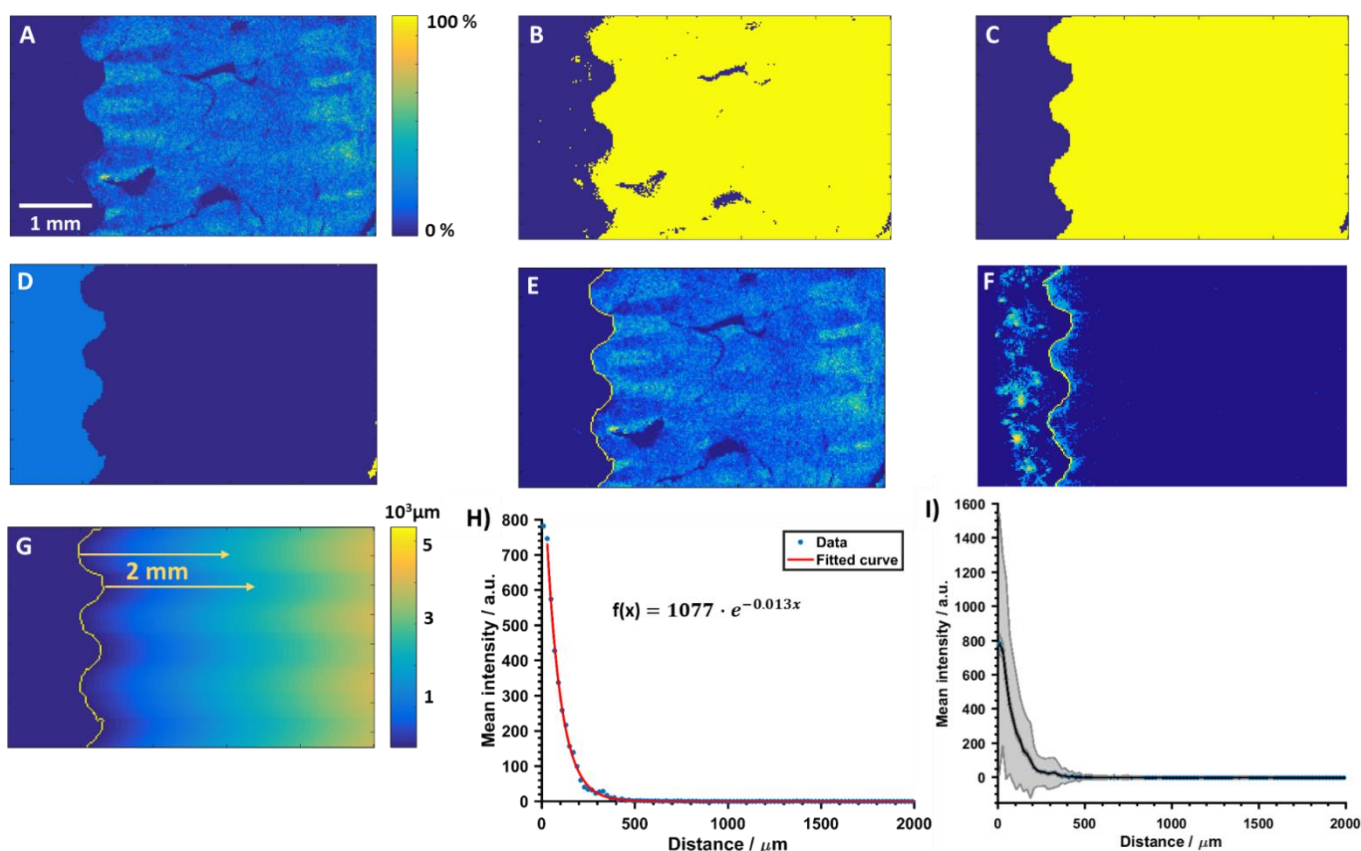 A
100 %
0 %
1 mm
B
C
D
E
F
G
10³μm
5
3
1
2 mm
H)
800
700
600
500
400
300
200
100
0
Mean intensity / a.u.
Data
Fitted curve
f(x) = 1077 · e^{-0.013x}
0 500 1000 1500 2000
Distance / μm
I)
1600
1400
1200
1000
800
600
400
200
0
-200
Mean intensity / a.u.
0 500 1000 1500 2000
Distance / μm